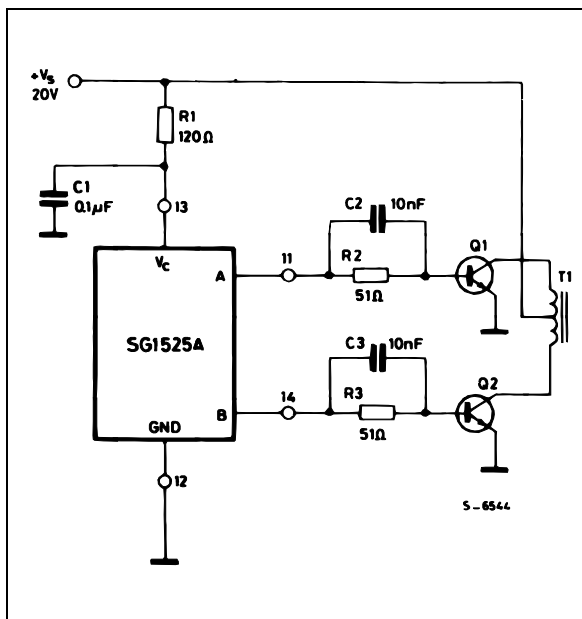 +Vs
20V
R1
120Ω
C1
0.1µF
13
C2 10nF
Q1
VC
A
11
R2
51Ω
T1
SG1525A
C3 10nF
Q2
B
14
R3
51Ω
GND
12
S_6544